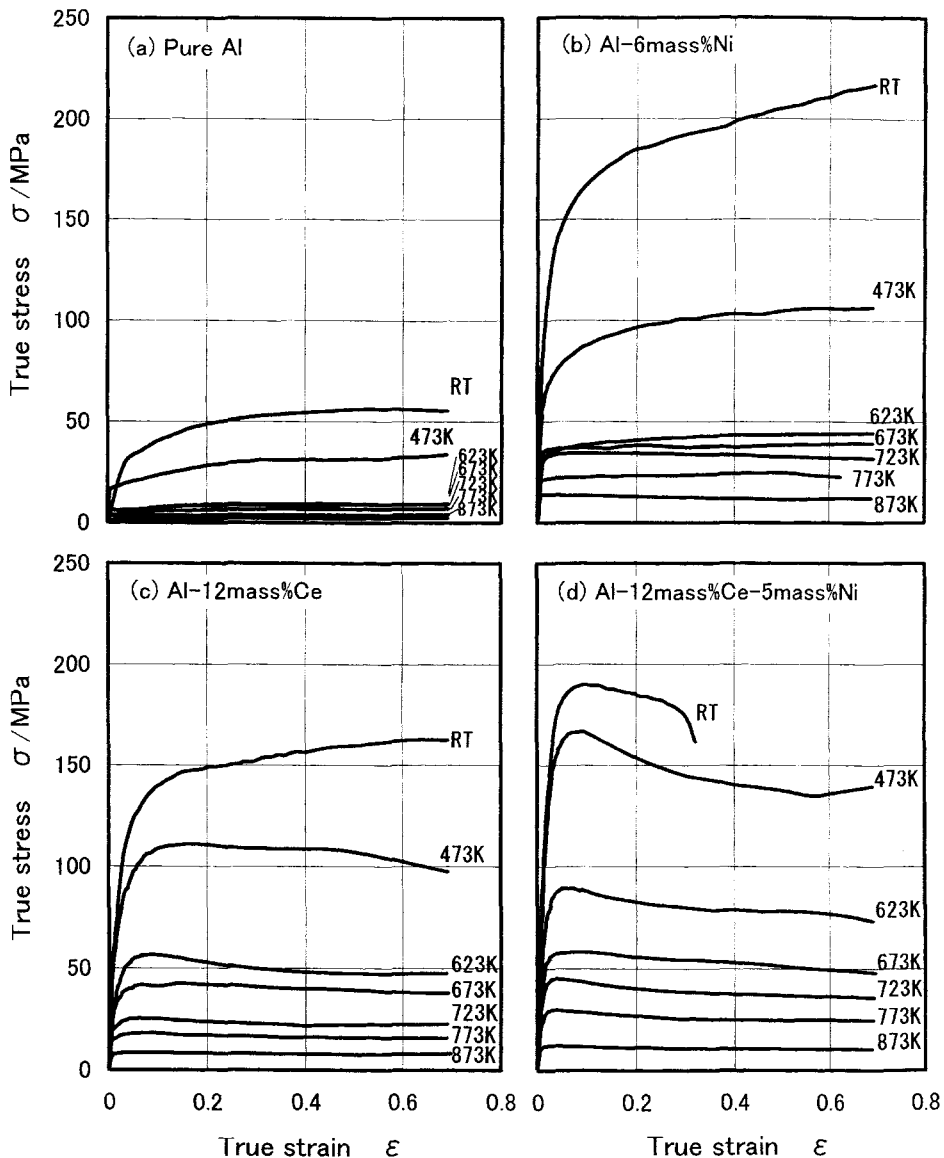 250
200
150
100
50
0
True stress σ/MPa
(a) Pure Al
RT
473K
623K
673K
723K
773K
873K
(b) Al-6mass%Ni
RT
473K
623K
673K
723K
773K
873K
250
200
150
100
50
0
True stress σ/MPa
(c) Al-12mass%Ce
RT
473K
623K
673K
723K
773K
873K
0 0.2 0.4 0.6 0.8
True strain ε
(d) Al-12mass%Ce-5mass%Ni
RT
473K
623K
673K
723K
773K
873K
0 0.2 0.4 0.6 0.8
True strain ε